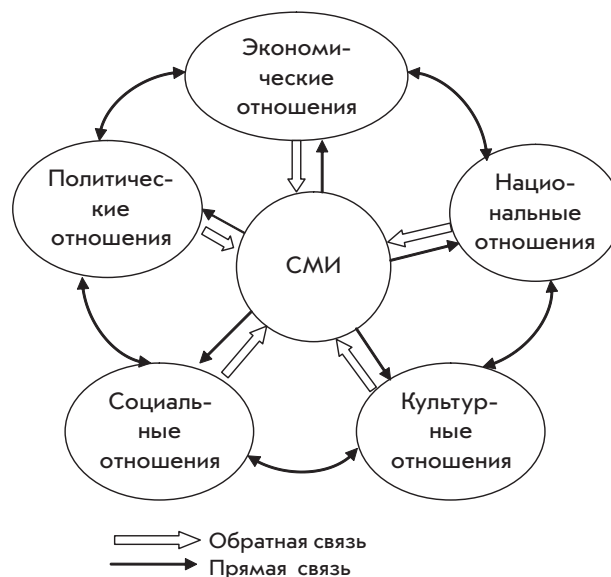 Экономи-
ческие
отношения
Политичес-
кие
отношения
Нацио-
нальные
отношения
СМИ
Социаль-
ные
отношения
Культур-
ные
отношения
Обратная связь
Прямая связь